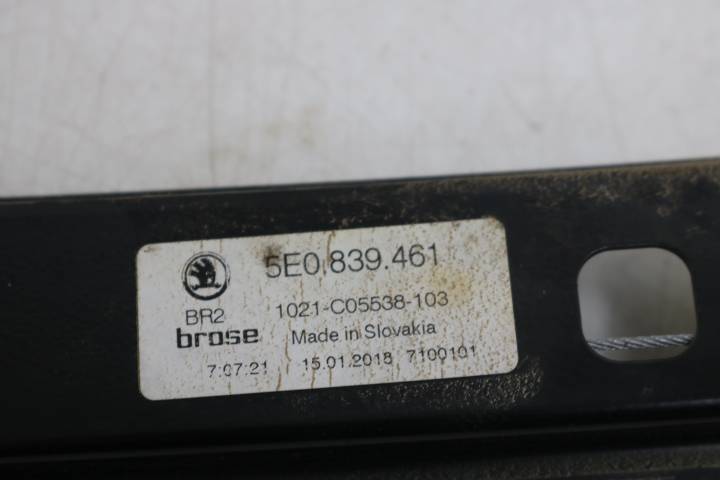 5E0.839.461
BR2
1021-C05538-103
brose
Made in Slovakia
7:07:21 15.01.2018 7100101